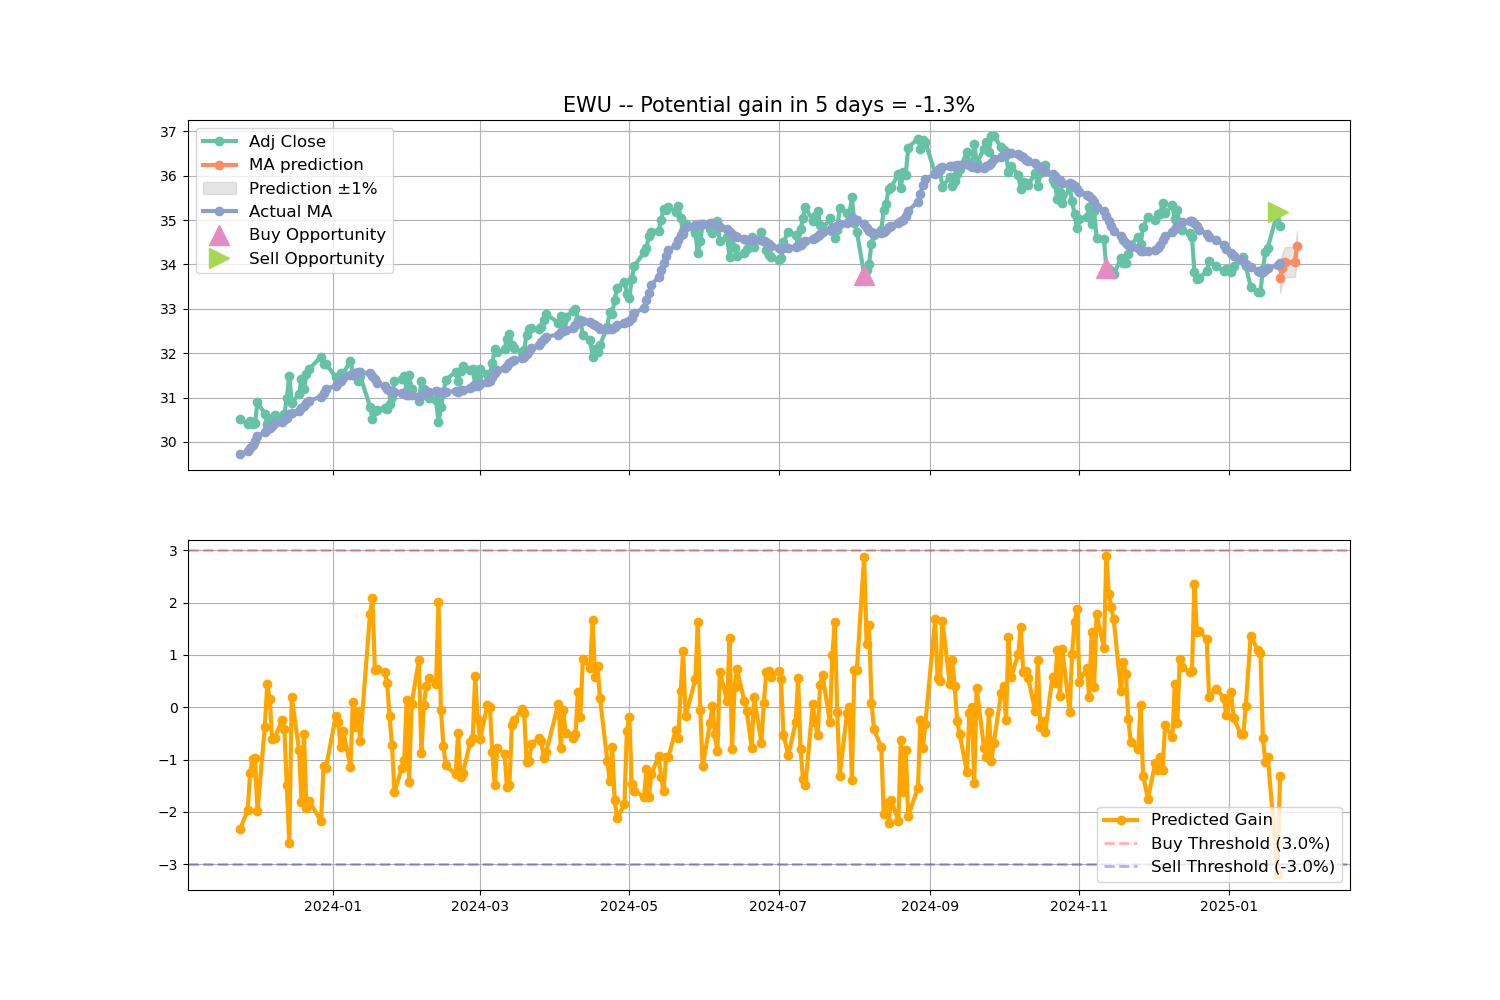 EWU -- Potential gain in 5 days = -1.3%
37
36
35
34
33
32
31
30
Adj Close
MA prediction
Prediction ±1%
Actual MA
Buy Opportunity
Sell Opportunity
3
2
1
0
−1
−2
−3
Predicted Gain
Buy Threshold (3.0%)
Sell Threshold (-3.0%)
2024-01
2024-03
2024-05
2024-07
2024-09
2024-11
2025-01